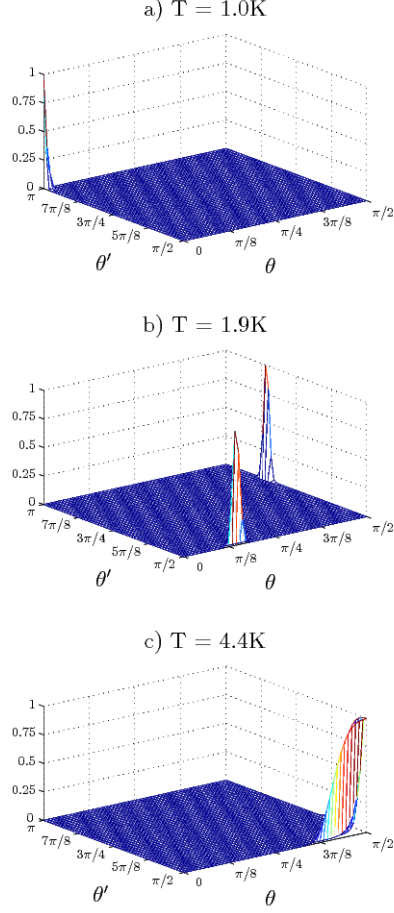 a) T = 1.0K
1
0.75
0.5
0.25
0
π
7π/8
3π/4
5π/8
π/2
0
π/8
π/4
3π/8
π/2
θ′
θ
b) T = 1.9K
1
0.75
0.5
0.25
0
π
7π/8
3π/4
5π/8
π/2
0
π/8
π/4
3π/8
π/2
θ′
θ
c) T = 4.4K
1
0.75
0.5
0.25
0
π
7π/8
3π/4
5π/8
π/2
0
π/8
π/4
3π/8
π/2
θ′
θ